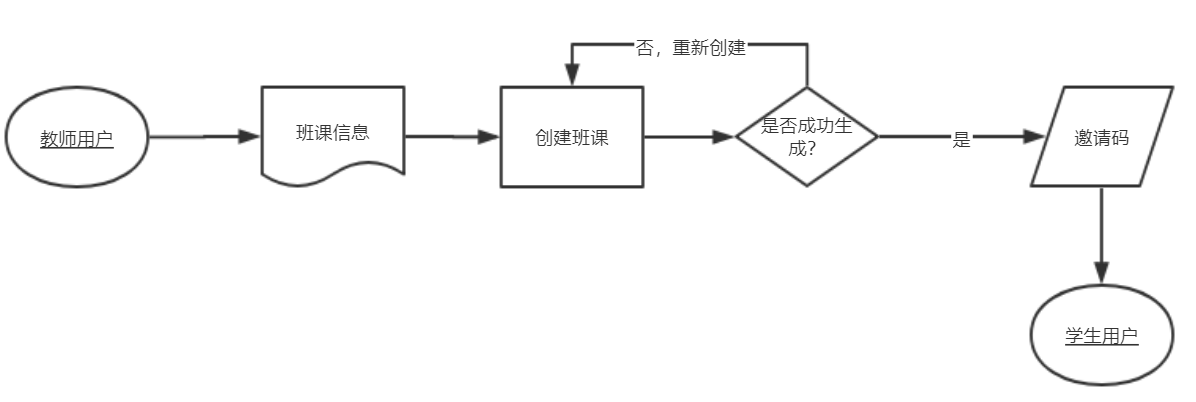 否，重新创建
教师用户
班课信息
创建班课
是否成功生
成？
是
邀请码
学生用户